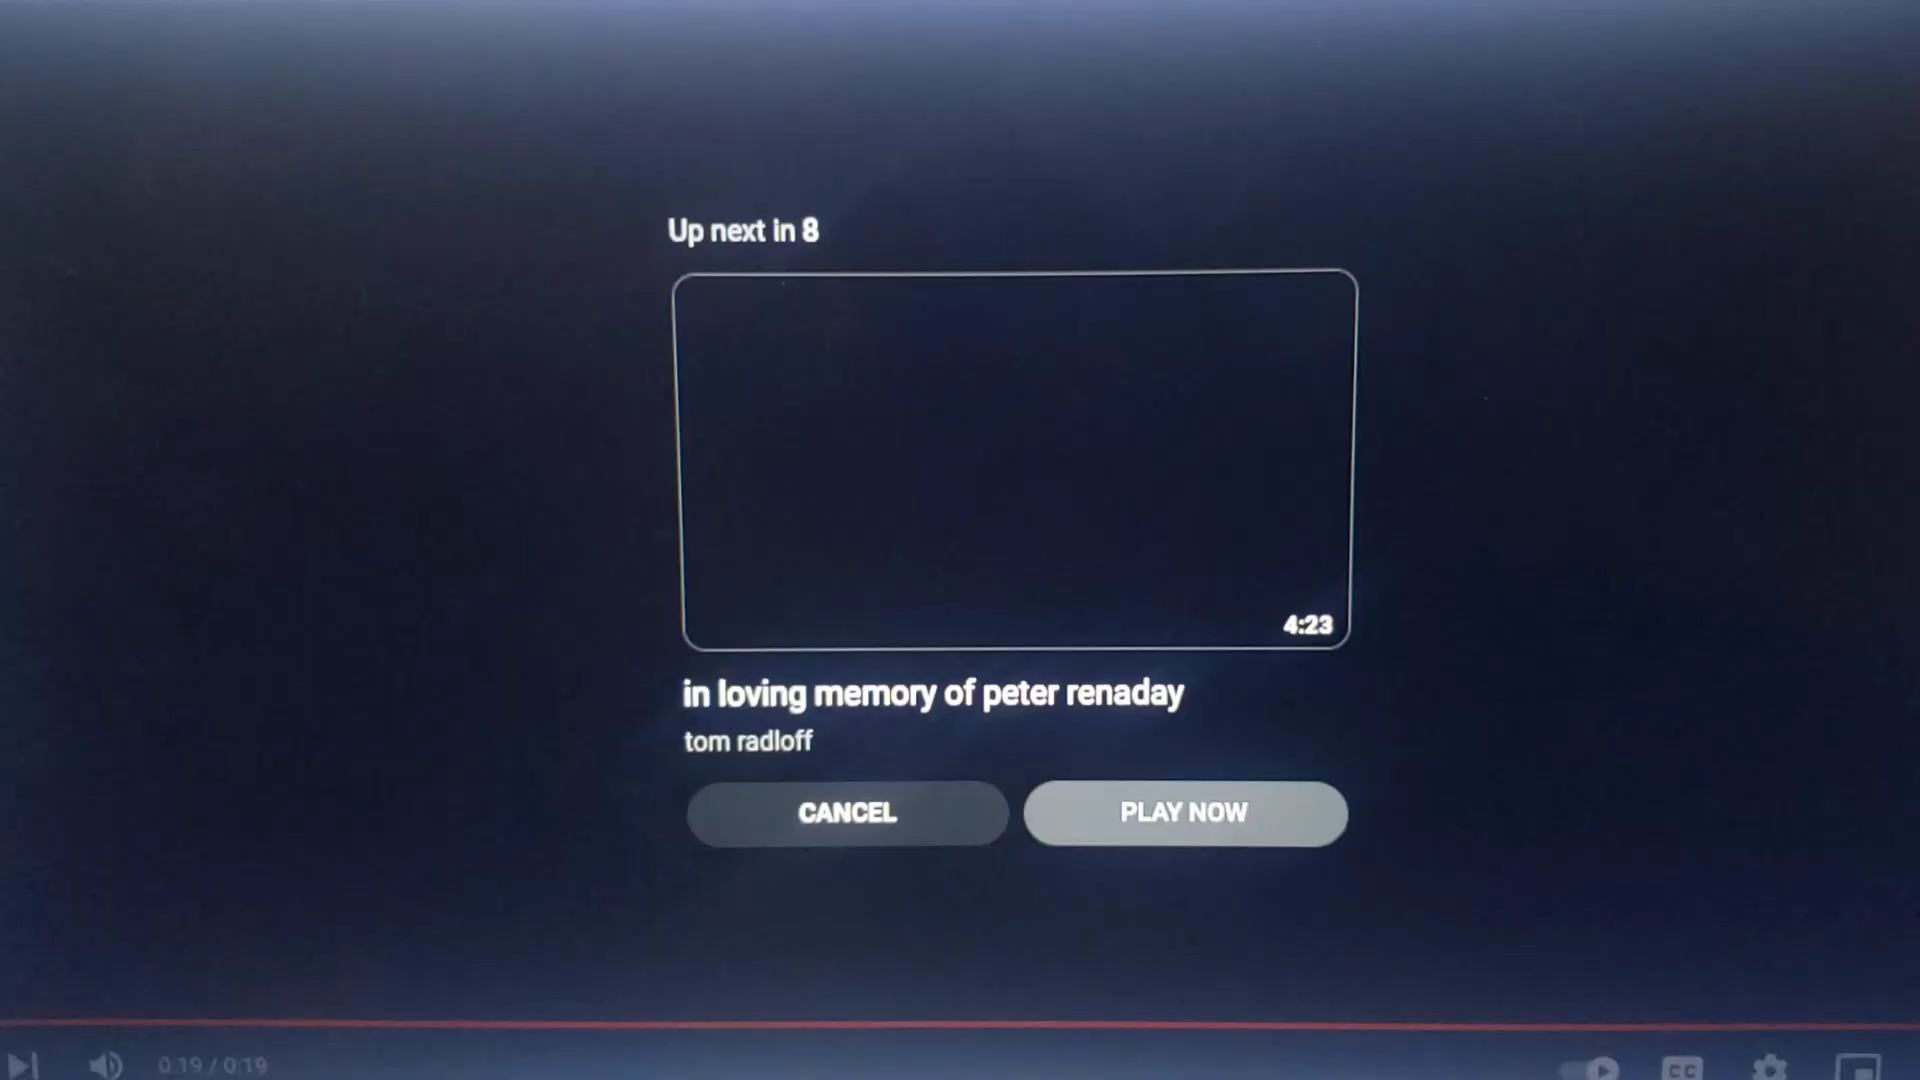 Up next in 8
4:23
in loving memory of peter renaday
tom radloff
CANCEL
PLAY NOW
0:19 / 0:19
CC